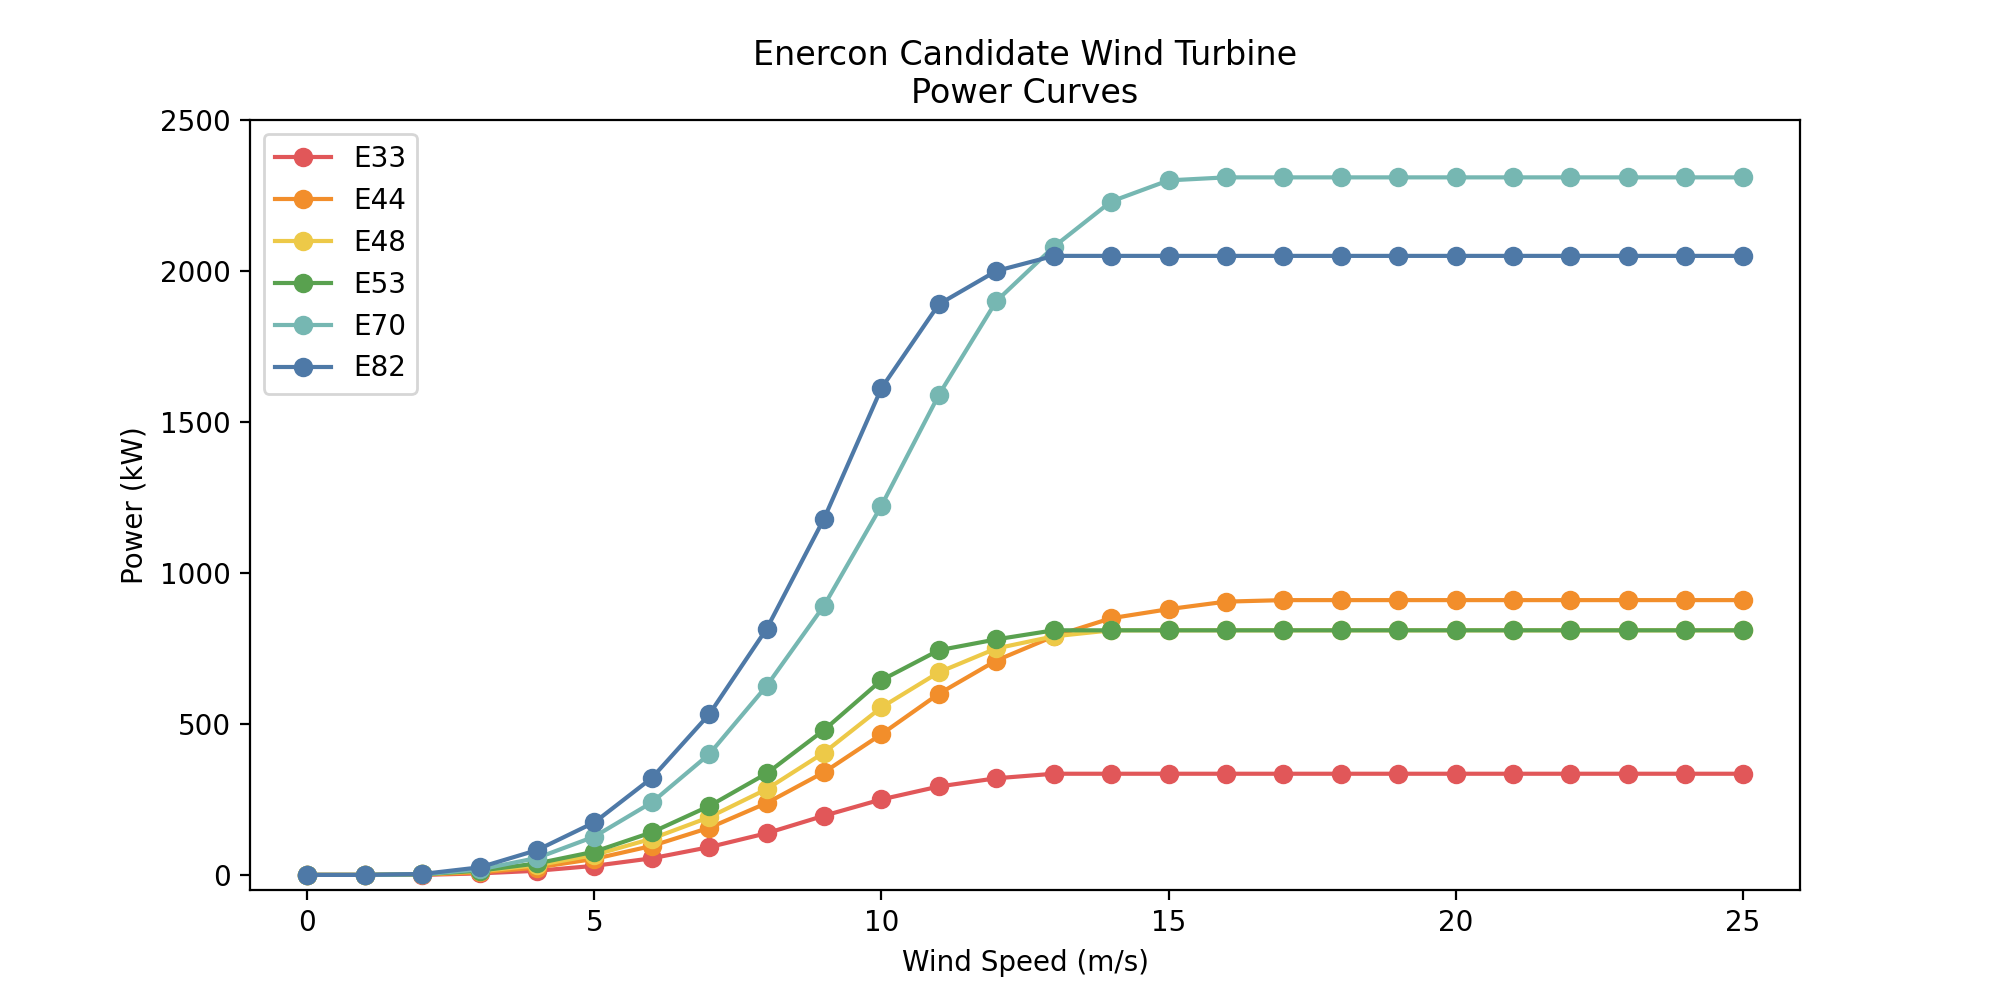 Enercon Candidate Wind Turbine
Power Curves
2500
2000
1500
1000
500
0
Power (kW)
E33
E44
E48
E53
E70
E82
0 5 10 15 20 25
Wind Speed (m/s)